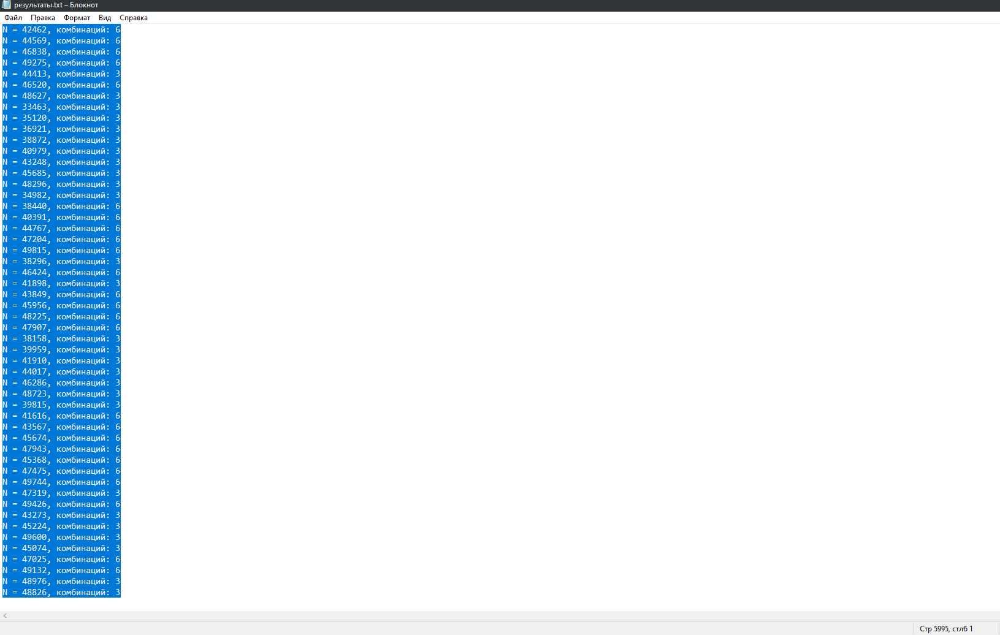 результаты.txt – Блокнот
Файл Правка Формат Вид Справка
N = 42462, комбинаций: 6
N = 44569, комбинаций: 6
N = 46838, комбинаций: 6
N = 49275, комбинаций: 6
N = 44413, комбинаций: 3
N = 46520, комбинаций: 6
N = 48627, комбинаций: 3
N = 33463, комбинаций: 3
N = 35120, комбинаций: 3
N = 36921, комбинаций: 3
N = 38872, комбинаций: 3
N = 40979, комбинаций: 3
N = 43248, комбинаций: 3
N = 45685, комбинаций: 3
N = 48296, комбинаций: 3
N = 34982, комбинаций: 3
N = 38440, комбинаций: 6
N = 40391, комбинаций: 6
N = 44767, комбинаций: 6
N = 47204, комбинаций: 6
N = 49815, комбинаций: 6
N = 38296, комбинаций: 3
N = 46424, комбинаций: 6
N = 41898, комбинаций: 3
N = 43849, комбинаций: 6
N = 45956, комбинаций: 6
N = 48225, комбинаций: 6
N = 47907, комбинаций: 6
N = 38158, комбинаций: 3
N = 39959, комбинаций: 3
N = 41910, комбинаций: 3
N = 44017, комбинаций: 3
N = 46286, комбинаций: 3
N = 48723, комбинаций: 3
N = 39815, комбинаций: 3
N = 41616, комбинаций: 6
N = 43567, комбинаций: 6
N = 45674, комбинаций: 6
N = 47943, комбинаций: 6
N = 45368, комбинаций: 6
N = 47475, комбинаций: 6
N = 49744, комбинаций: 6
N = 47319, комбинаций: 3
N = 49426, комбинаций: 6
N = 43273, комбинаций: 3
N = 45224, комбинаций: 3
N = 49600, комбинаций: 3
N = 45074, комбинаций: 3
N = 47025, комбинаций: 6
N = 49132, комбинаций: 6
N = 48976, комбинаций: 3
N = 48826, комбинаций: 3
Стр 5995, стлб 1